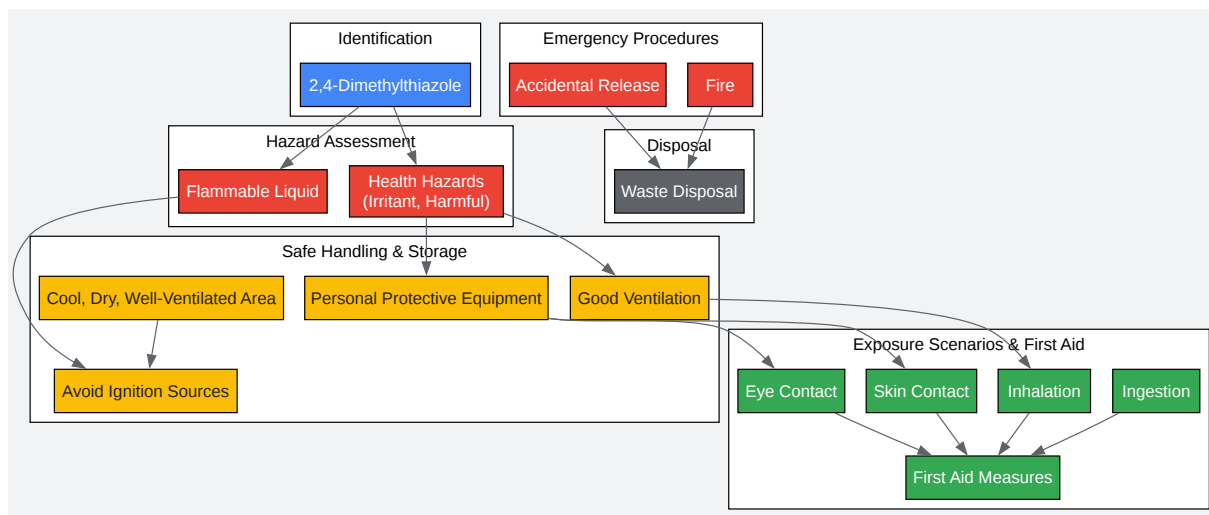 Identification
2,4-Dimethylthiazole
Emergency Procedures
Accidental Release
Fire
Hazard Assessment
Flammable Liquid
Health Hazards
(Irritant, Harmful)
Disposal
Waste Disposal
Safe Handling & Storage
Cool, Dry, Well-Ventilated Area
Personal Protective Equipment
Good Ventilation
Avoid Ignition Sources
Exposure Scenarios & First Aid
Eye Contact
Skin Contact
Inhalation
Ingestion
First Aid Measures